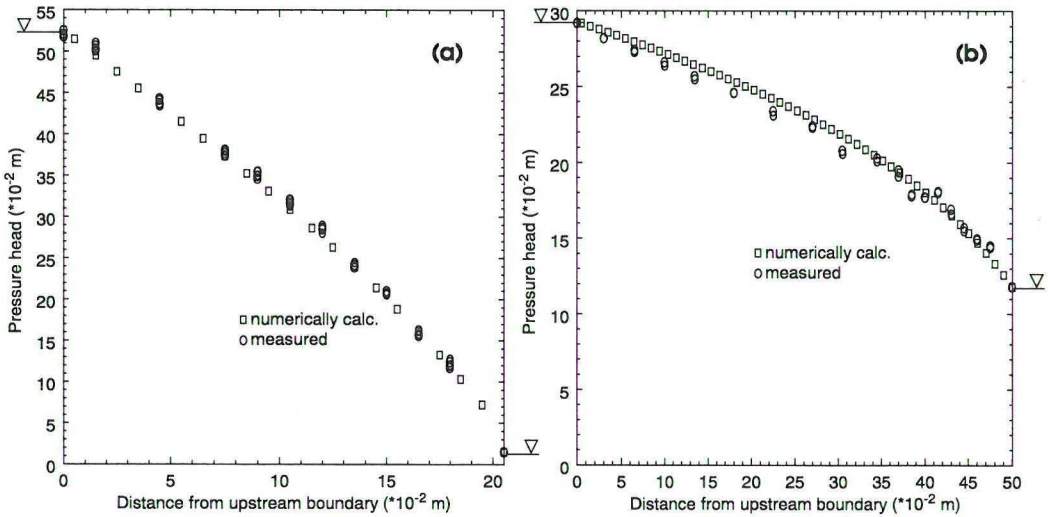 (a)
Pressure head (*10⁻² m)
55
50
45
40
35
30
25
20
15
10
5
0
□ numerically calc.
○ measured
0 5 10 15 20
Distance from upstream boundary (*10⁻² m)
(b)
Pressure head (*10⁻² m)
30
25
20
15
10
5
0
□ numerically calc.
○ measured
0 5 10 15 20 25 30 35 40 45 50
Distance from upstream boundary (*10⁻² m)